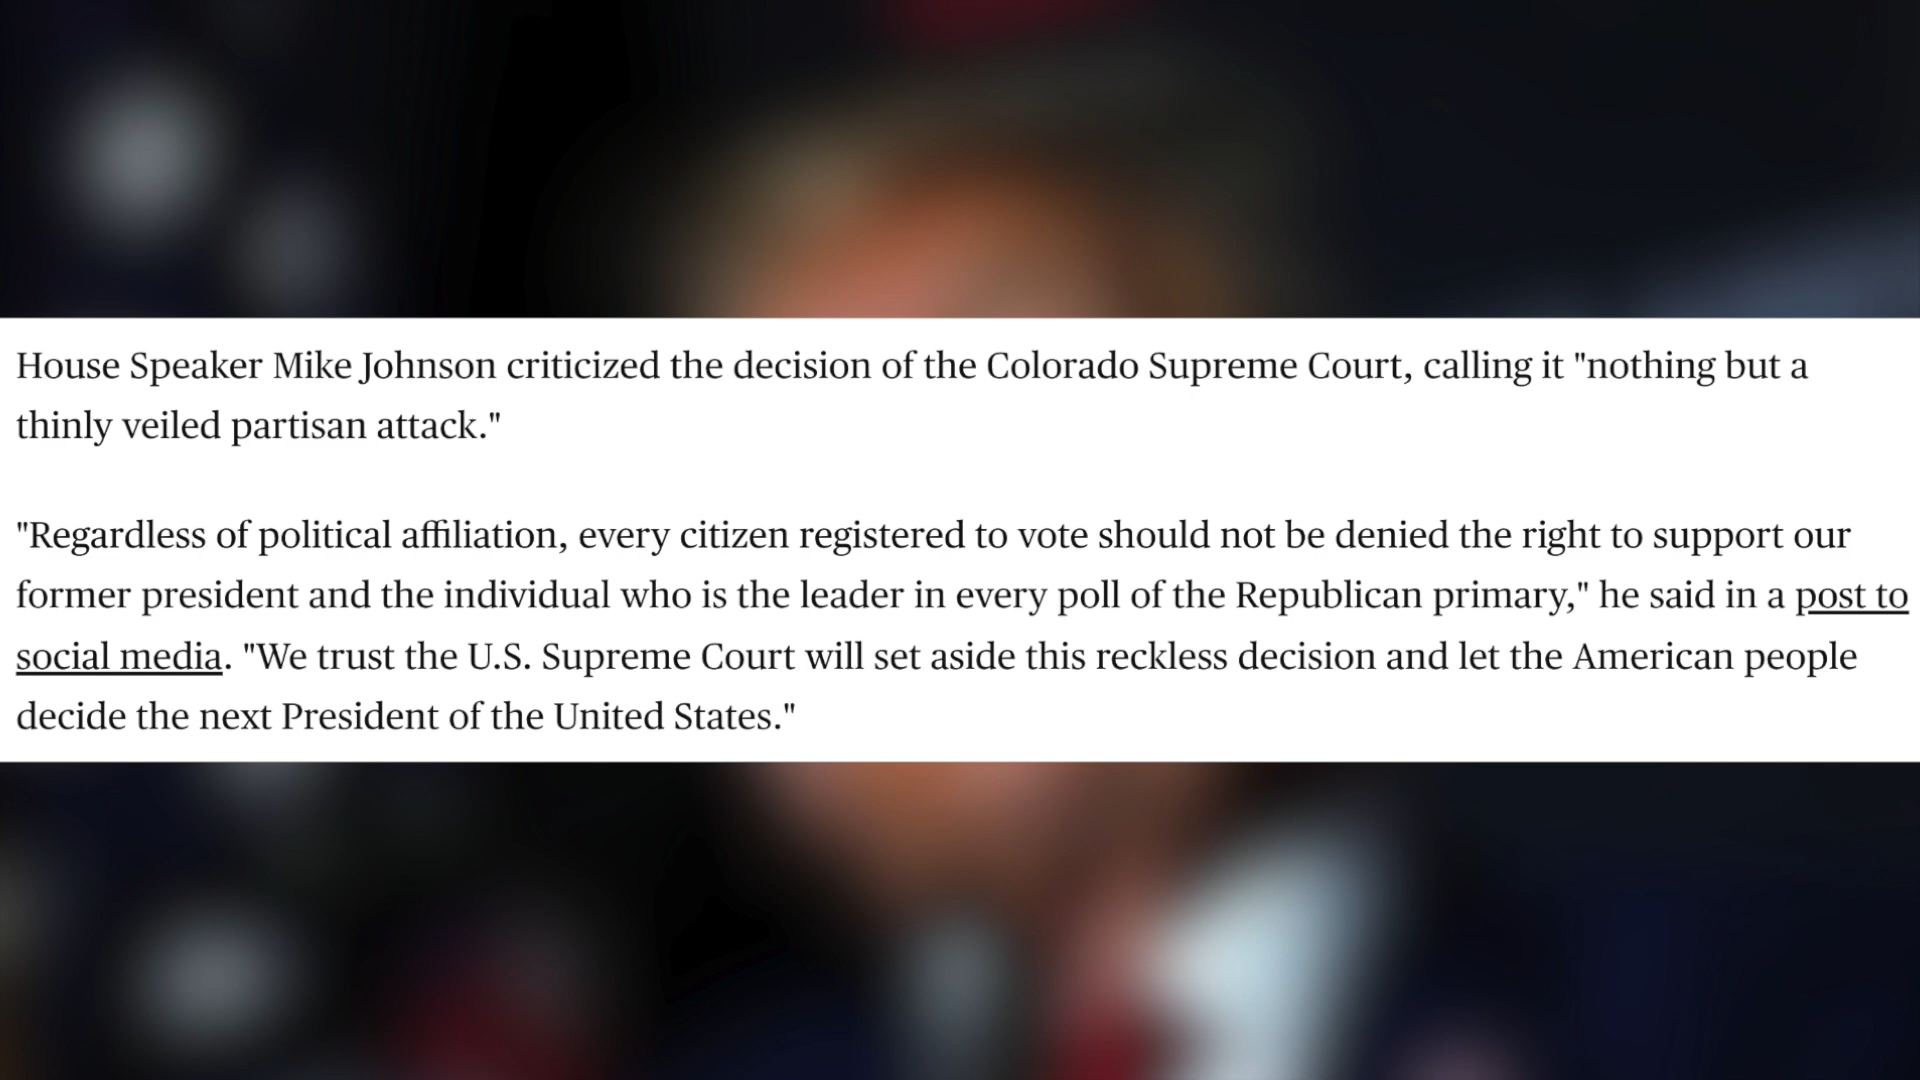 House Speaker Mike Johnson criticized the decision of the Colorado Supreme Court, calling it "nothing but a
thinly veiled partisan attack."
"Regardless of political affiliation, every citizen registered to vote should not be denied the right to support our
former president and the individual who is the leader in every poll of the Republican primary," he said in a post to
social media. "We trust the U.S. Supreme Court will set aside this reckless decision and let the American people
decide the next President of the United States."